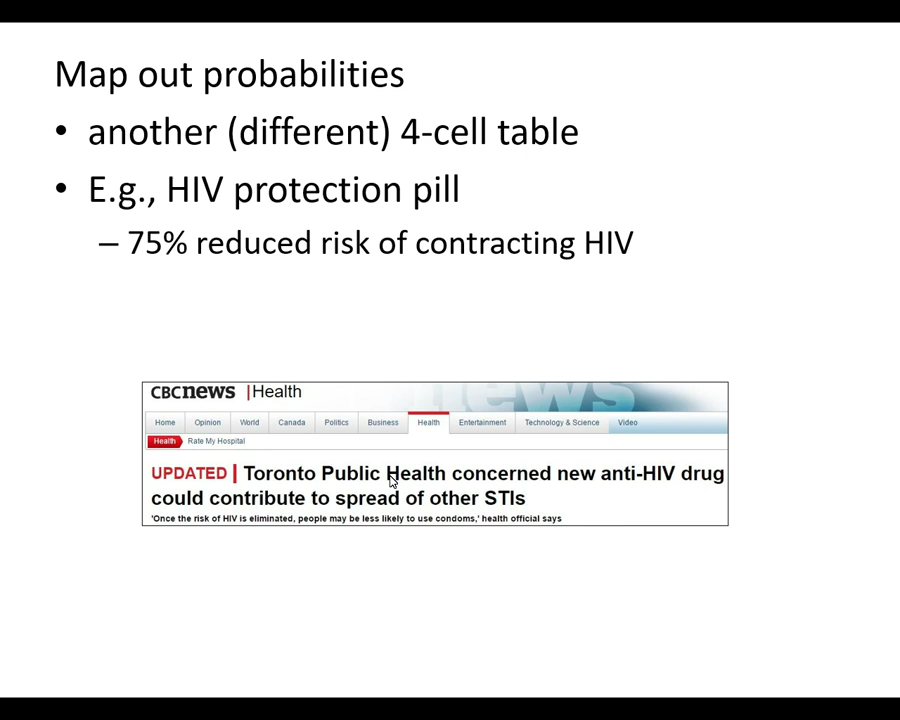 Map out probabilities
• another (different) 4-cell table
• E.g., HIV protection pill
– 75% reduced risk of contracting HIV
news
CBCnews | Health
Home Opinion World Canada Politics Business Health Entertainment Technology & Science Video
Health Rate My Hospital
UPDATED | Toronto Public Health concerned new anti-HIV drug
could contribute to spread of other STIs
'Once the risk of HIV is eliminated, people may be less likely to use condoms,' health official says